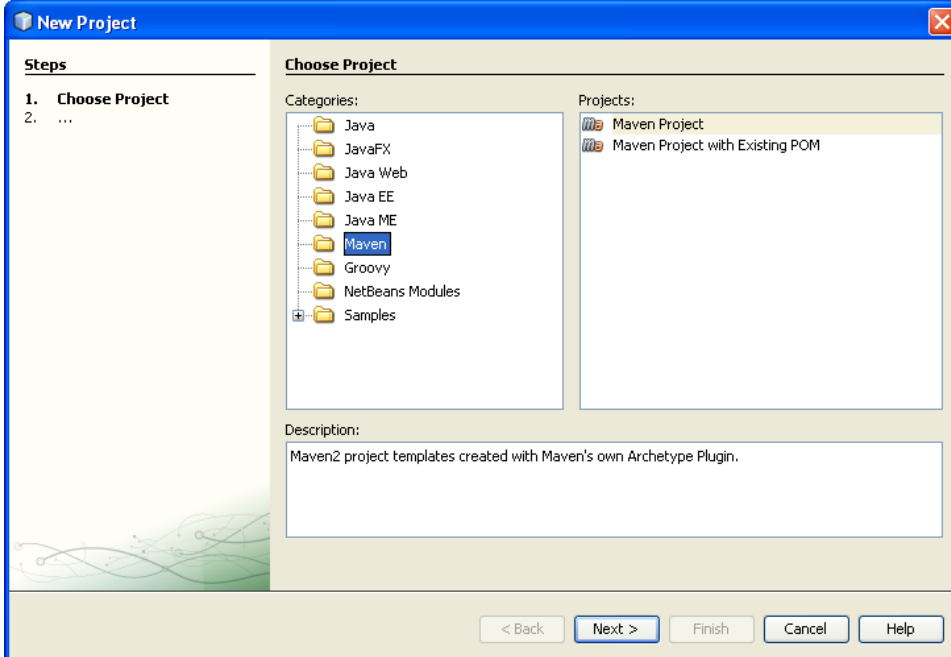 New Project
Steps
1. Choose Project
2. ...
Choose Project
Categories:
Java
JavaFX
Java Web
Java EE
Java ME
Maven
Groovy
NetBeans Modules
Samples
Projects:
Maven Project
Maven Project with Existing POM
Description:
Maven2 project templates created with Maven's own Archetype Plugin.
< Back Next > Finish Cancel Help